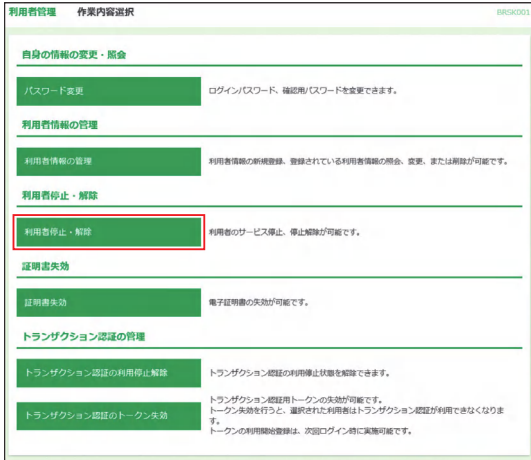 利用者管理 作業内容選択 BRSK001
自身の情報の変更・照会
パスワード変更 ログインパスワード、確認用パスワードを変更できます。
利用者情報の管理
利用者情報の管理 利用者情報の新規登録、登録されている利用者情報の照会、変更、または削除が可能です。
利用者停止・解除
利用者停止・解除 利用者のサービス停止、停止解除が可能です。
証明書失効
証明書失効 電子証明書の失効が可能です。
トランザクション認証の管理
トランザクション認証の利用停止解除 トランザクション認証の利用停止状態を解除できます。
トランザクション認証のトークン失効 トランザクション認証用トークンの失効が可能です。
トークン失効を行うと、選択された利用者はトランザクション認証が利用できなくなりま
す。
トークンの利用開始登録は、次回ログイン時に実施可能です。